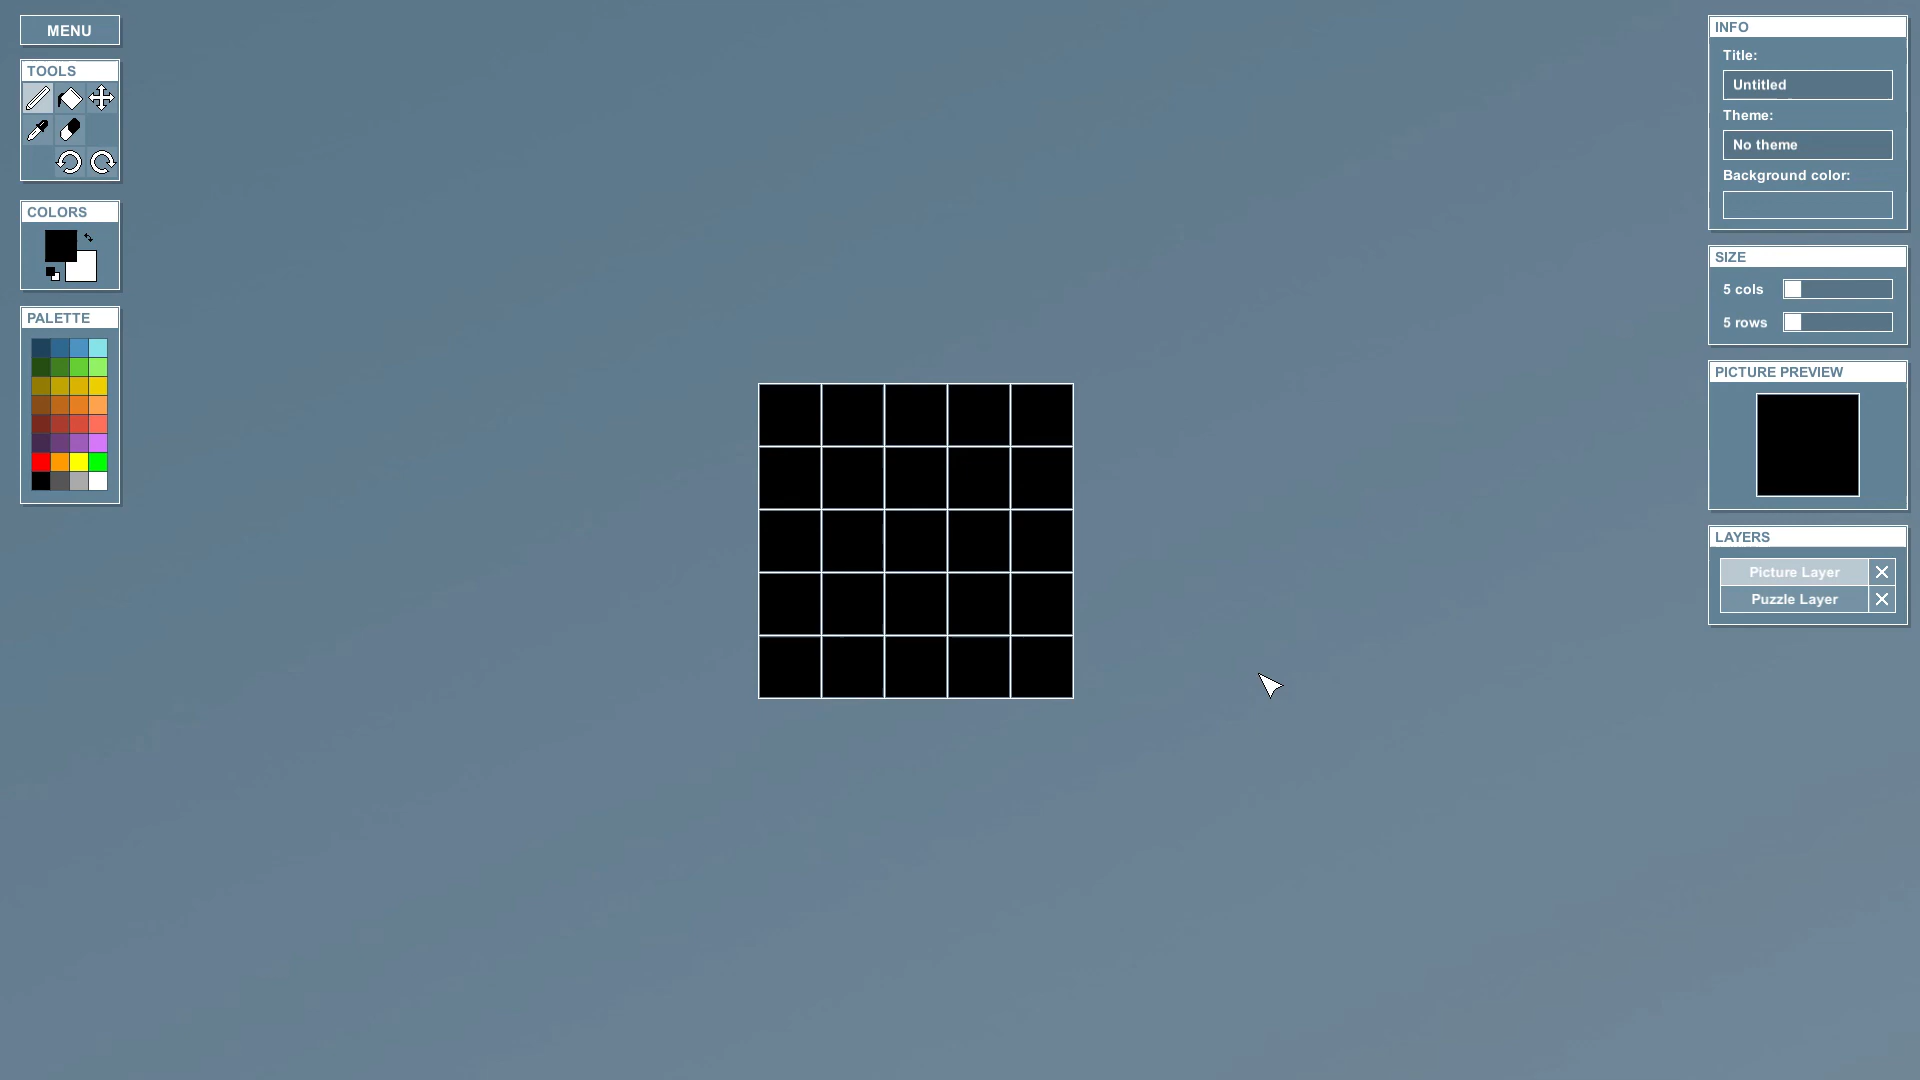 MENU
TOOLS
COLORS
PALETTE
INFO
Title:
Untitled
Theme:
No theme
Background color:
SIZE
5 cols
5 rows
PICTURE PREVIEW
LAYERS
Picture Layer
Puzzle Layer